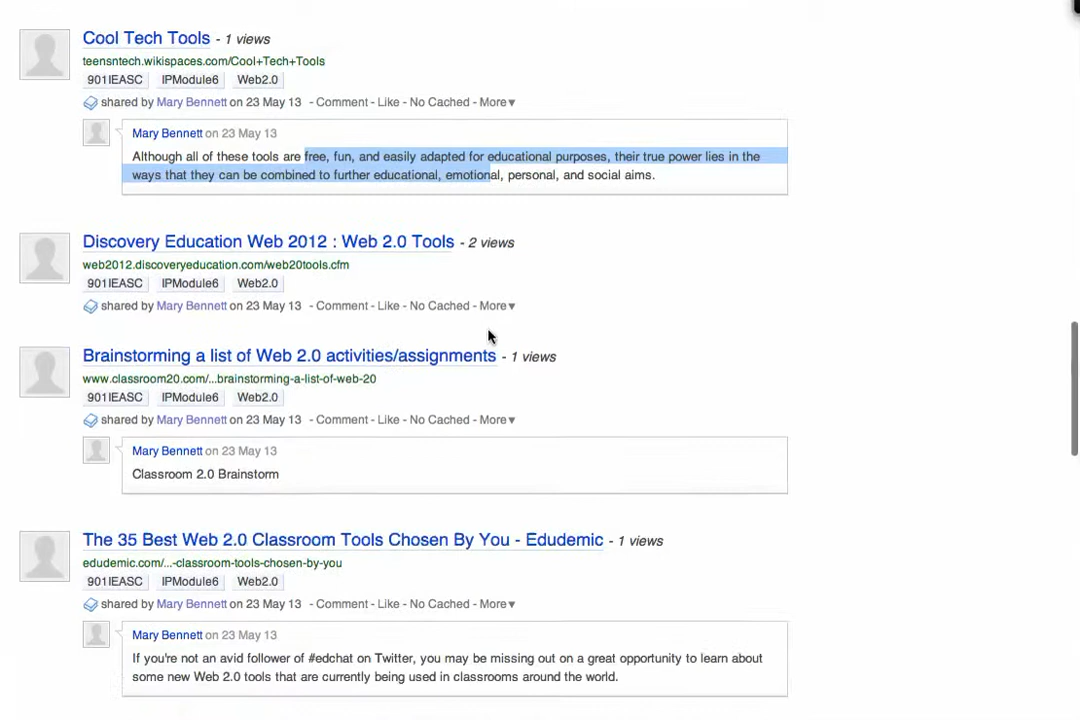 Cool Tech Tools - 1 views
teensntech.wikispaces.com/Cool+Tech+Tools
901IEASC IPModule6 Web2.0
shared by Mary Bennett on 23 May 13 - Comment - Like - No Cached - More▼
Mary Bennett on 23 May 13
Although all of these tools are free, fun, and easily adapted for educational purposes, their true power lies in the
ways that they can be combined to further educational, emotional, personal, and social aims.
Discovery Education Web 2012 : Web 2.0 Tools - 2 views
web2012.discoveryeducation.com/web20tools.cfm
901IEASC IPModule6 Web2.0
shared by Mary Bennett on 23 May 13 - Comment - Like - No Cached - More▼
Brainstorming a list of Web 2.0 activities/assignments - 1 views
www.classroom20.com/...brainstorming-a-list-of-web-20
901IEASC IPModule6 Web2.0
shared by Mary Bennett on 23 May 13 - Comment - Like - No Cached - More▼
Mary Bennett on 23 May 13
Classroom 2.0 Brainstorm
The 35 Best Web 2.0 Classroom Tools Chosen By You - Edudemic - 1 views
edudemic.com/...-classroom-tools-chosen-by-you
901IEASC IPModule6 Web2.0
shared by Mary Bennett on 23 May 13 - Comment - Like - No Cached - More▼
Mary Bennett on 23 May 13
If you're not an avid follower of #edchat on Twitter, you may be missing out on a great opportunity to learn about
some new Web 2.0 tools that are currently being used in classrooms around the world.